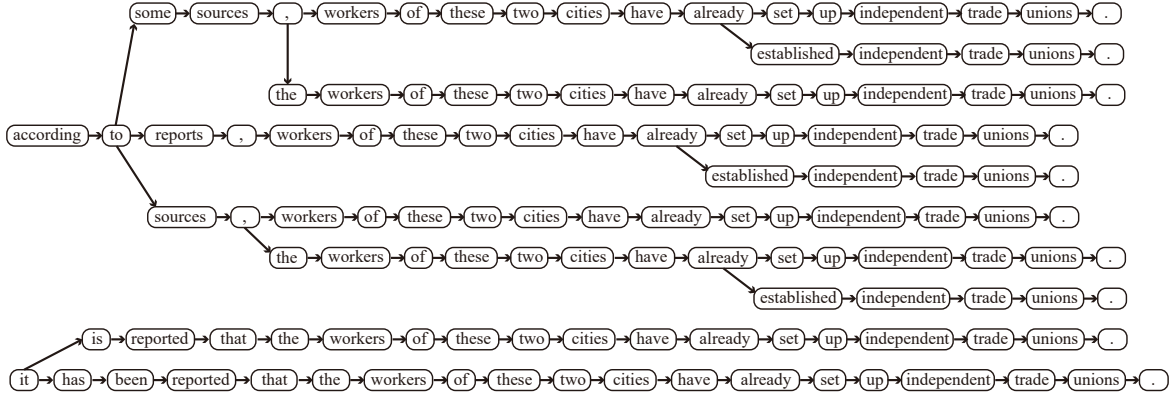 some sources , workers of these two cities have already set up independent trade unions .
established independent trade unions .
the workers of these two cities have already set up independent trade unions .
according to reports , workers of these two cities have already set up independent trade unions .
established independent trade unions .
sources , workers of these two cities have already set up independent trade unions .
the workers of these two cities have already set up independent trade unions .
established independent trade unions .
is reported that the workers of these two cities have already set up independent trade unions .
it has been reported that the workers of these two cities have already set up independent trade unions .